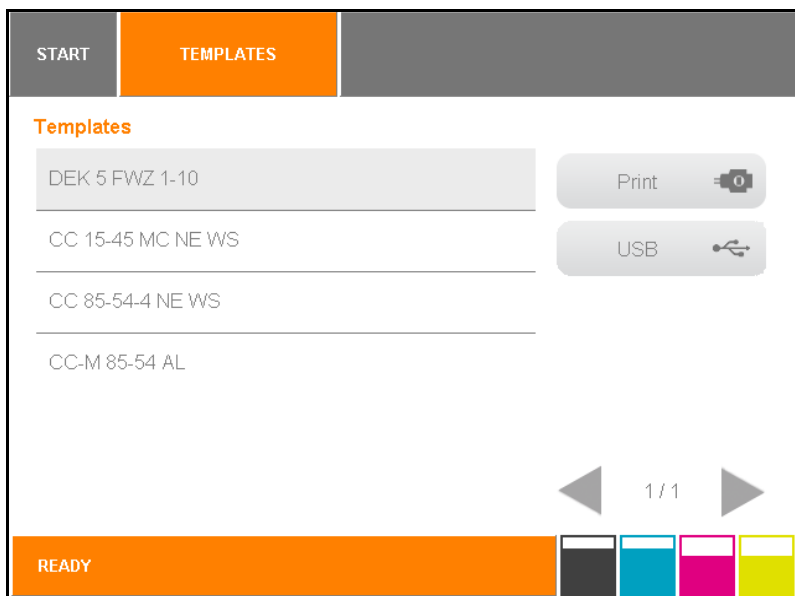 START
TEMPLATES
Templates
DEK 5 FWZ 1-10
CC 15-45 MC NE WS
CC 85-54-4 NE WS
CC-M 85-54 AL
Print
USB
1 / 1
READY